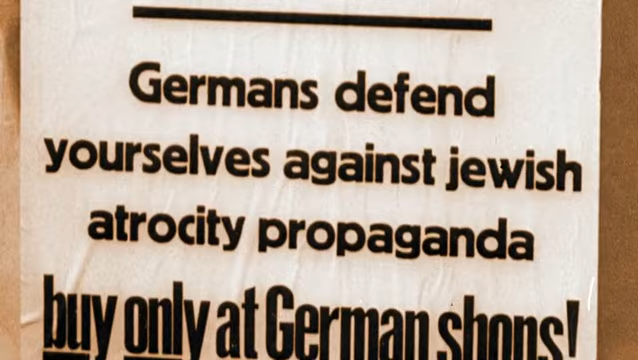 Germans defend
yourselves against jewish
atrocity propaganda
buy only at German shops!